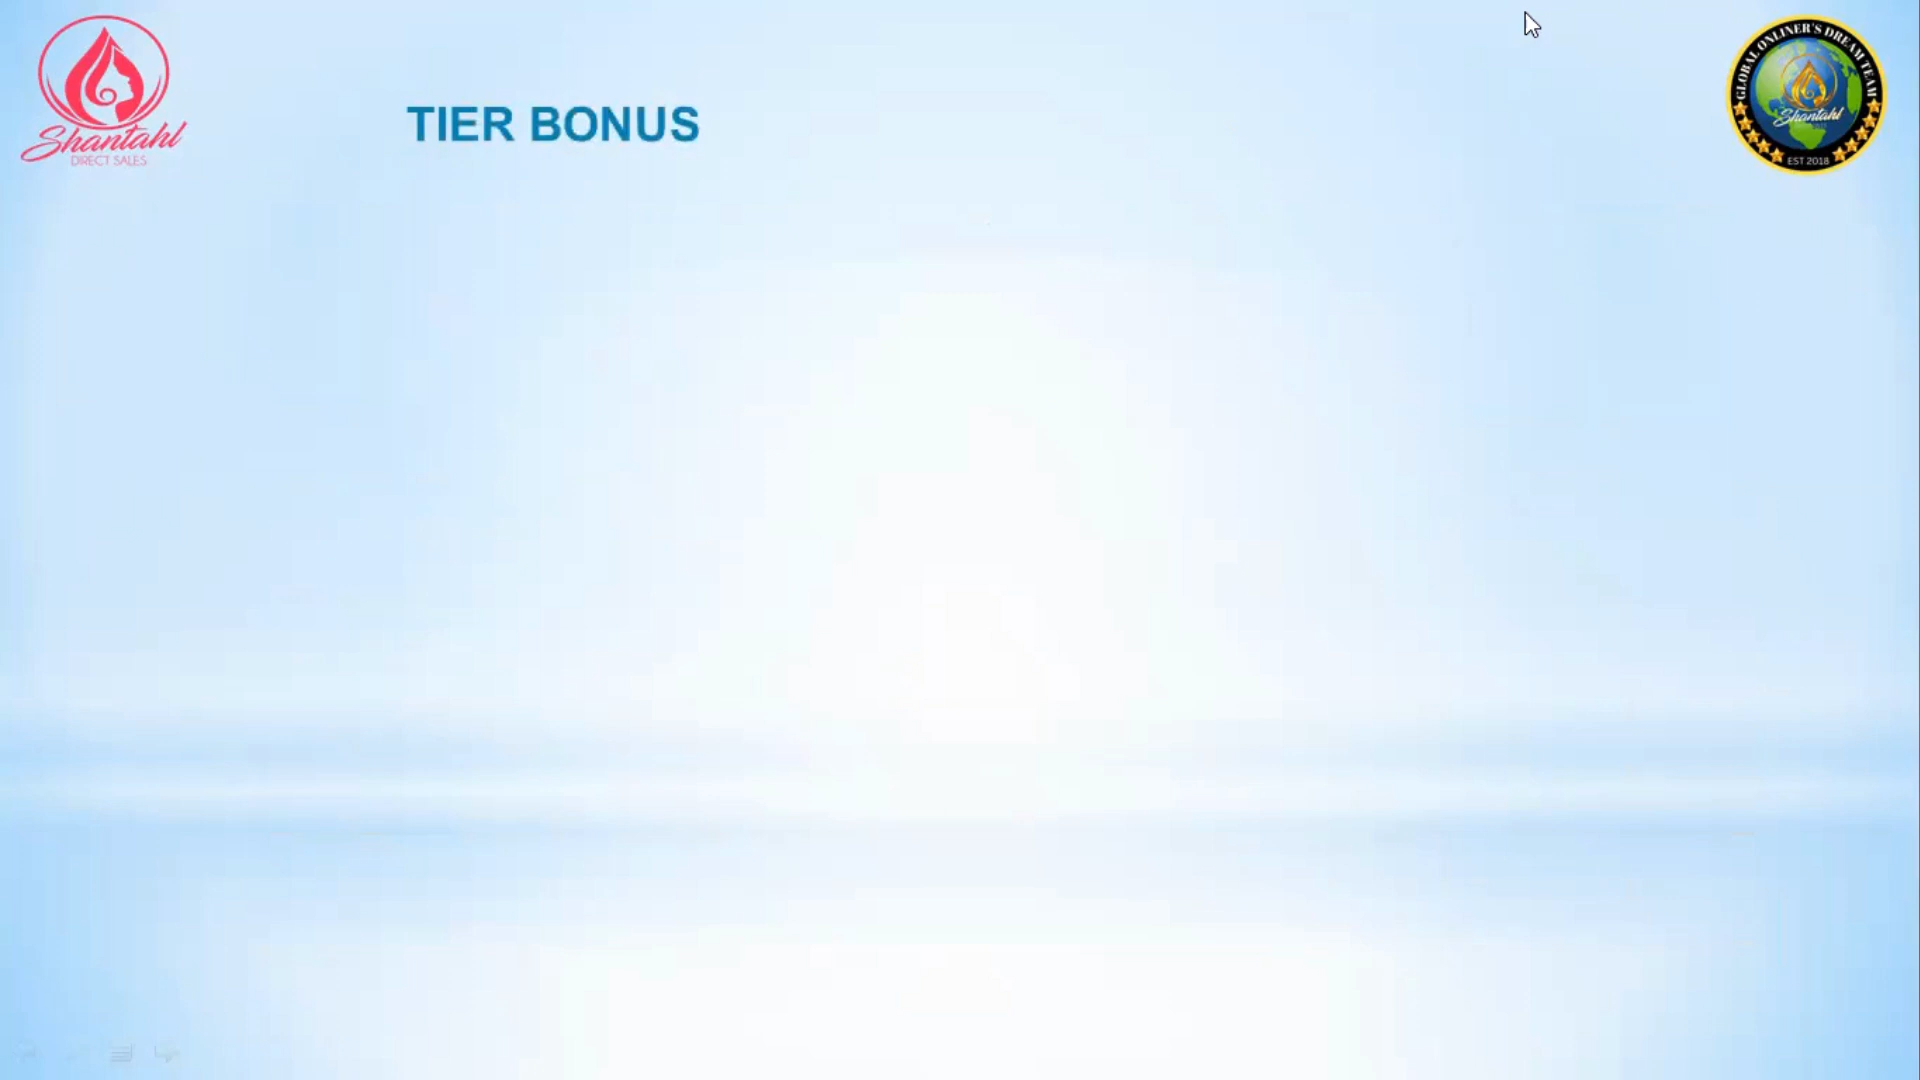 Shantahl
DIRECT SALES
TIER BONUS
GLOBAL ONLINER'S DREAM TEAM
Shantahl
EST 2018